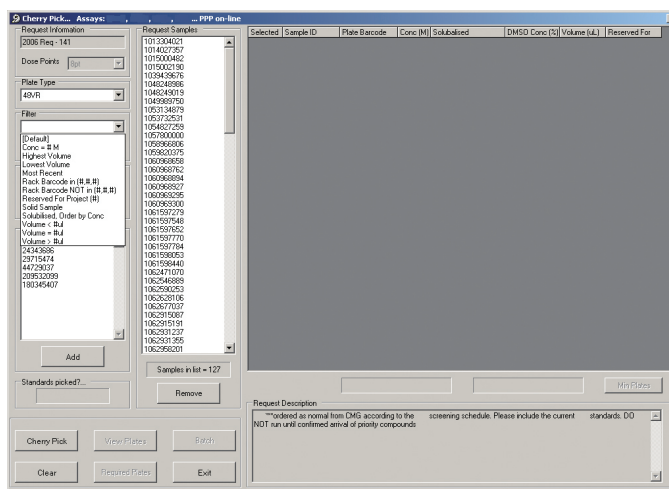 Cherry Pick... Assays: , , , ... PPP on-line
Request Information
2006 Req - 141
Dose Points 8pt
Plate Type
48VR
Filter
[Default]
Conc = # M
Highest Volume
Lowest Volume
Most Recent
Rack Barcode in (#,#,#)
Rack Barcode NOT in (#,#,#)
Reserved For Project (#)
Solid Sample
Solubilised, Order by Conc
Volume < #ul
Volume = #ul
Volume > #ul
24343686
29715474
44729037
209532099
180345407
Add
Standards picked?...
Request Samples
1013304021
1014027357
1015000482
1015002190
1039439676
1048248986
1048249019
1049989750
1053134879
1053732531
1054827259
1057800000
1058966806
1059820375
1060968658
1060968762
1060968894
1060968927
1060969295
1060969300
1061597279
1061597548
1061597652
1061597770
1061597784
1061598053
1061598440
1062471070
1062546889
1062590253
1062628106
1062677037
1062915087
1062915191
1062931237
1062931355
1062958201
Samples in list = 127
Remove
Selected Sample ID Plate Barcode Conc (M) Solubilised DMSO Conc (%) Volume (uL) Reserved For
Min Plates
Request Description
***ordered as normal from CMG according to the screening schedule. Please include the current standards. DO
NOT run until confirmed arrival of priority compounds
Cherry Pick View Plates Batch
Clear Required Plates Exit